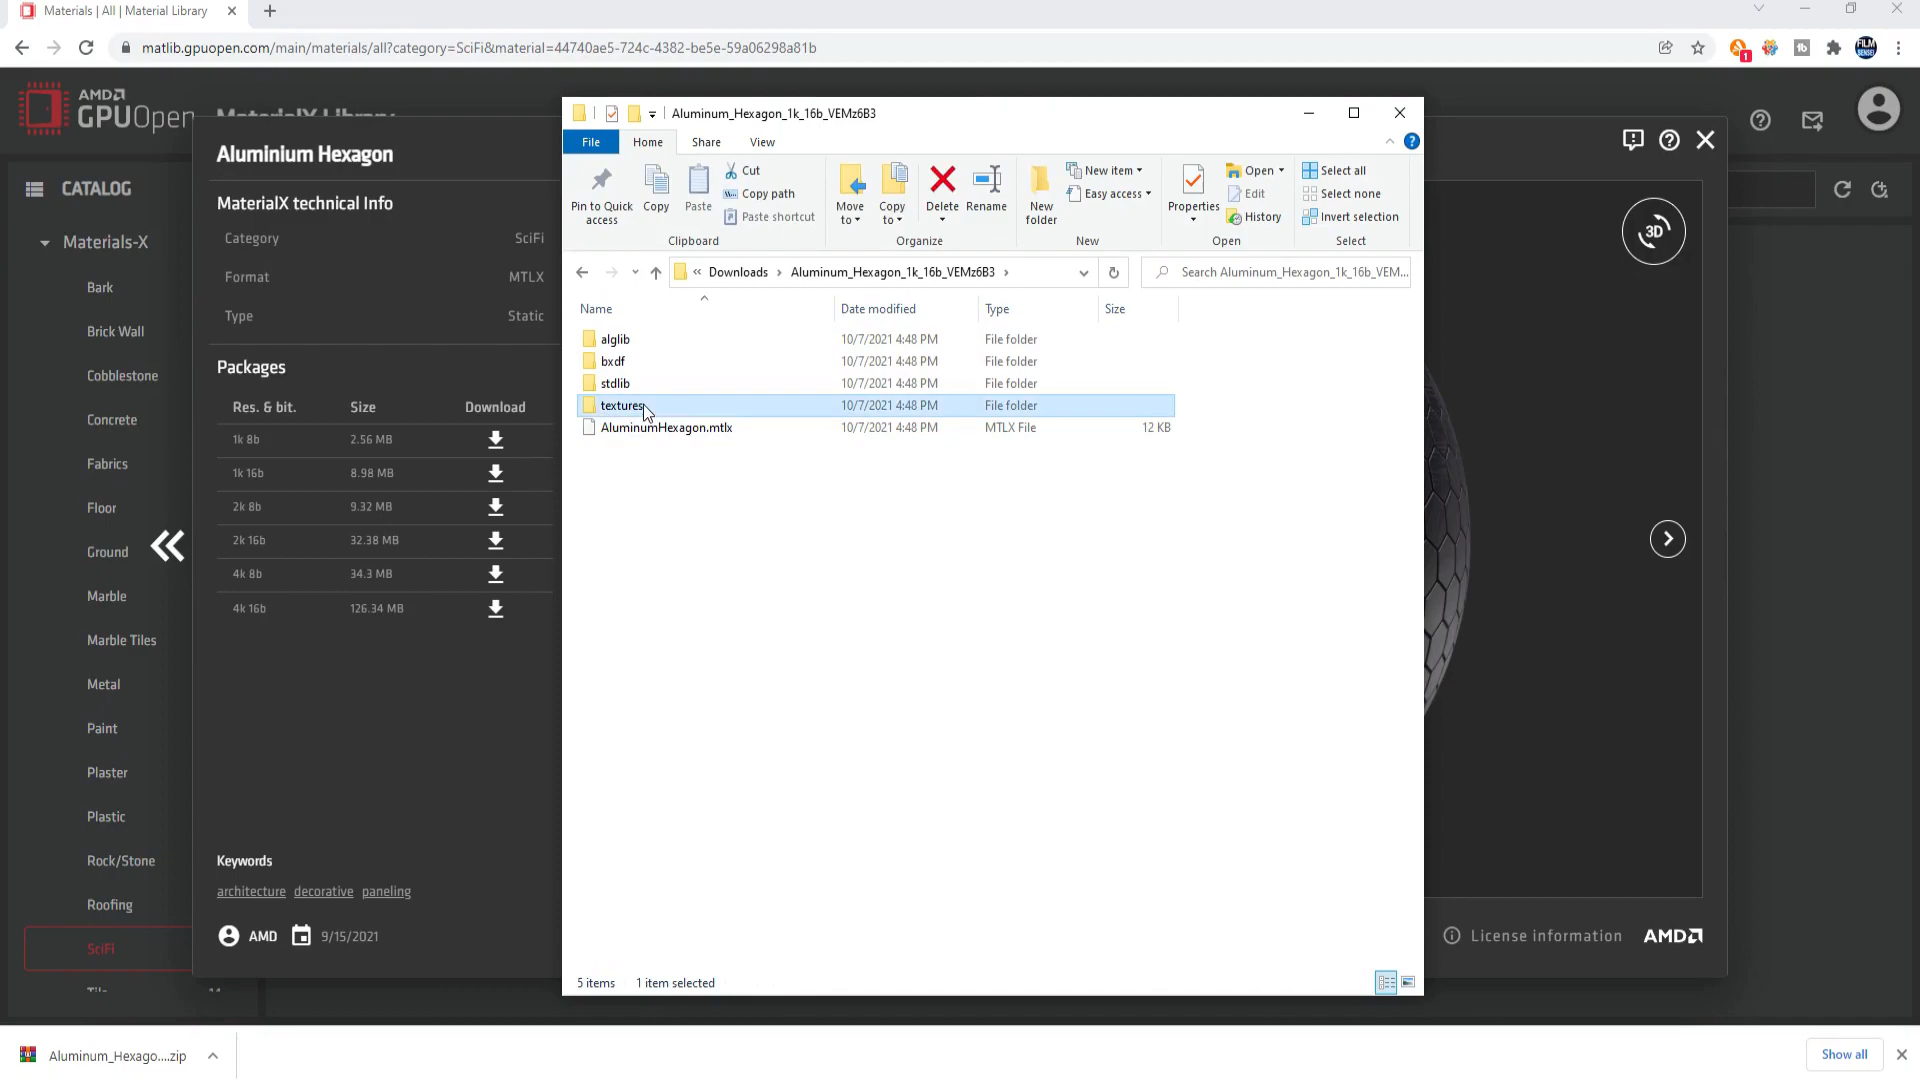 Materials | All | Material Library
matlib.gpuopen.com/main/materials/all?category=SciFi&material=44740ae5-724c-4382-be5e-59a06298a81b
1
FILM
AMD
GPUOpen
MaterialX Library
CATALOG
Materials-X
Bark
Brick Wall
Cobblestone
Concrete
Fabrics
Floor
Ground
Marble
Marble Tiles
Metal
Paint
Plaster
Plastic
Rock/Stone
Roofing
SciFi
Tile 14
Aluminium Hexagon
MaterialX technical Info
Category SciFi
Format MTLX
Type Static
Packages
Res. & bit. Size Download
1k 8b 2.56 MB
1k 16b 8.98 MB
2k 8b 9.32 MB
2k 16b 32.38 MB
4k 8b 34.3 MB
4k 16b 126.34 MB
Keywords
architecture decorative paneling
AMD 9/15/2021
Aluminum_Hexagon_1k_16b_VEMz6B3
File Home Share View
Pin to Quick access
Copy
Paste
Cut
Copy path
Paste shortcut
Clipboard
Move to
Copy to
Delete
Rename
Organize
New folder
New item
Easy access
New
Properties
Open
Edit
History
Open
Select all
Select none
Invert selection
Select
« Downloads › Aluminum_Hexagon_1k_16b_VEMz6B3 ›
Search Aluminum_Hexagon_1k_16b_VEM...
Name Date modified Type Size
alglib 10/7/2021 4:48 PM File folder
bxdf 10/7/2021 4:48 PM File folder
stdlib 10/7/2021 4:48 PM File folder
textures 10/7/2021 4:48 PM File folder
AluminumHexagon.mtlx 10/7/2021 4:48 PM MTLX File 12 KB
5 items 1 item selected
3D
License information AMD
Aluminum_Hexago....zip
Show all